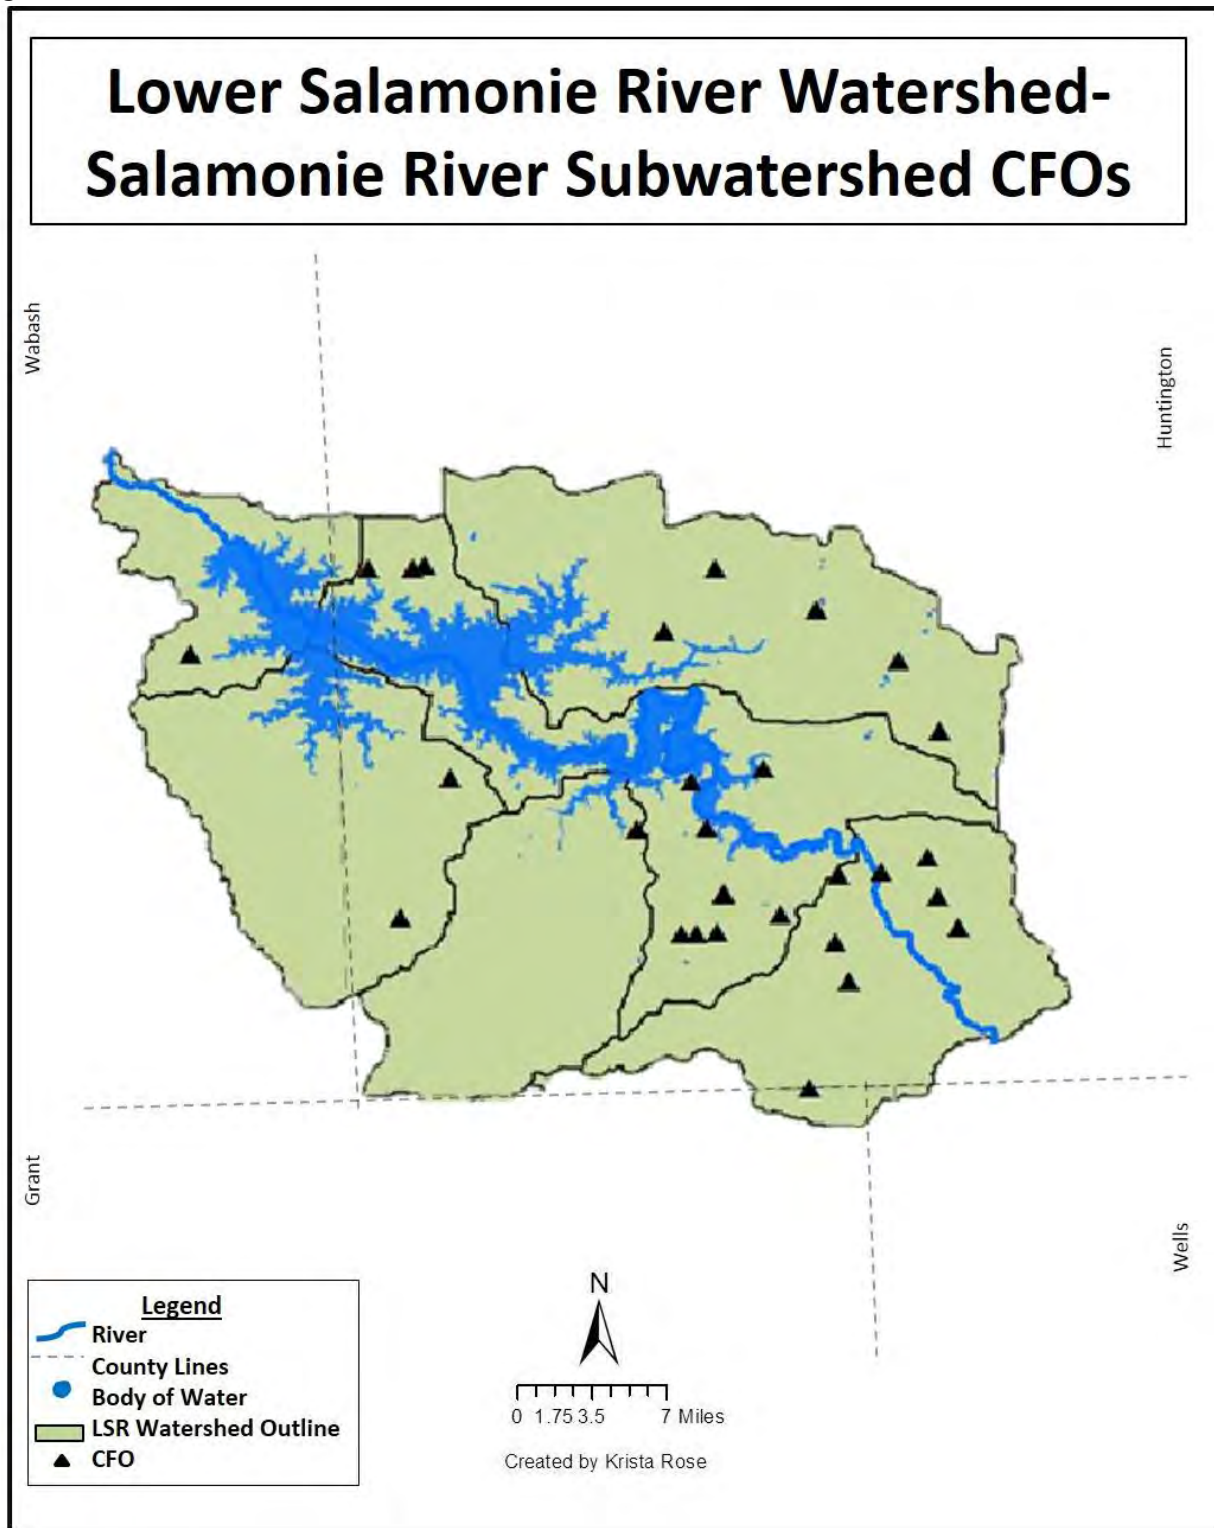 Lower Salamonie River Watershed-
Salamonie River Subwatershed CFOs
Wabash
Huntington
Grant
Wells
Legend
River
County Lines
Body of Water
LSR Watershed Outline
CFO
N
0 1.75 3.5 7 Miles
Created by Krista Rose